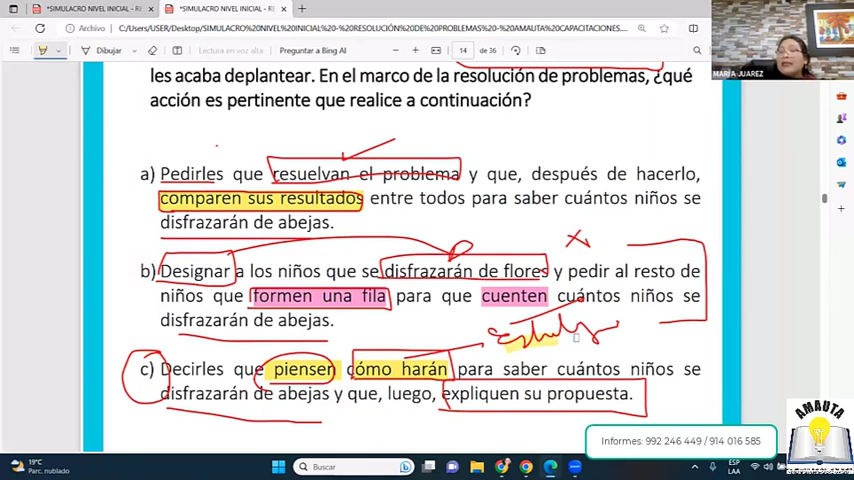 *SIMULACRO NIVEL INICIAL - RESOL
*SIMULACRO NIVEL INICIAL - RESOL
Archivo C:/Users/USER/Desktop/SIMULACRO%20NIVEL%20INICIAL%20-%20RESOLUCIÓN%20DE%20PROBLEMAS%20-%20AMAUTA%20CAPACITACIONES....
Dibujar Lectura en voz alta Preguntar a Bing AI 14 de 36
MARÍA JUAREZ
les acaba deplantear. En el marco de la resolución de problemas, ¿qué
acción es pertinente que realice a continuación?
a) Pedirles que resuelvan el problema y que, después de hacerlo,
comparen sus resultados entre todos para saber cuántos niños se
disfrazarán de abejas.
b) Designar a los niños que se disfrazarán de flores y pedir al resto de
niños que formen una fila para que cuenten cuántos niños se
disfrazarán de abejas.
c) Decirles que piensen cómo harán para saber cuántos niños se
disfrazarán de abejas y que, luego, expliquen su propuesta.
AMAUTA
Informes: 992 246 449 / 914 016 585
19°C
Parc. nublado
Buscar
ESP
LAA